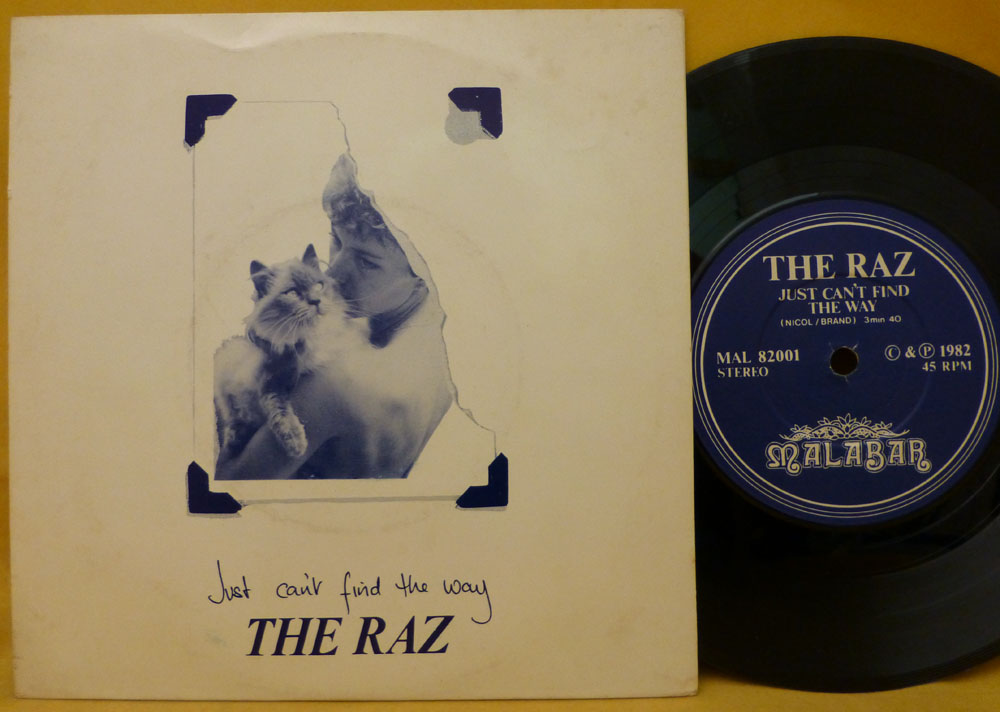 Just can't find the way
THE RAZ
THE RAZ
JUST CAN'T FIND
THE WAY
(NICOL / BRAND) 3min 40
MAL 82001
STEREO
© & ℗ 1982
45 RPM
MALABAR